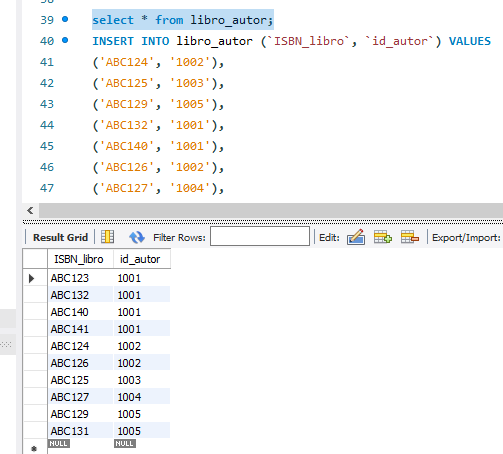 39 select * from libro_autor;
40 INSERT INTO libro_autor (`ISBN_libro`, `id_autor`) VALUES
41 ('ABC124', '1002'),
42 ('ABC125', '1003'),
43 ('ABC129', '1005'),
44 ('ABC132', '1001'),
45 ('ABC140', '1001'),
46 ('ABC126', '1002'),
47 ('ABC127', '1004'),
Result Grid Filter Rows: Edit: Export/Import:
ISBN_libro id_autor
ABC123 1001
ABC132 1001
ABC140 1001
ABC141 1001
ABC124 1002
ABC126 1002
ABC125 1003
ABC127 1004
ABC129 1005
ABC131 1005
NULL NULL